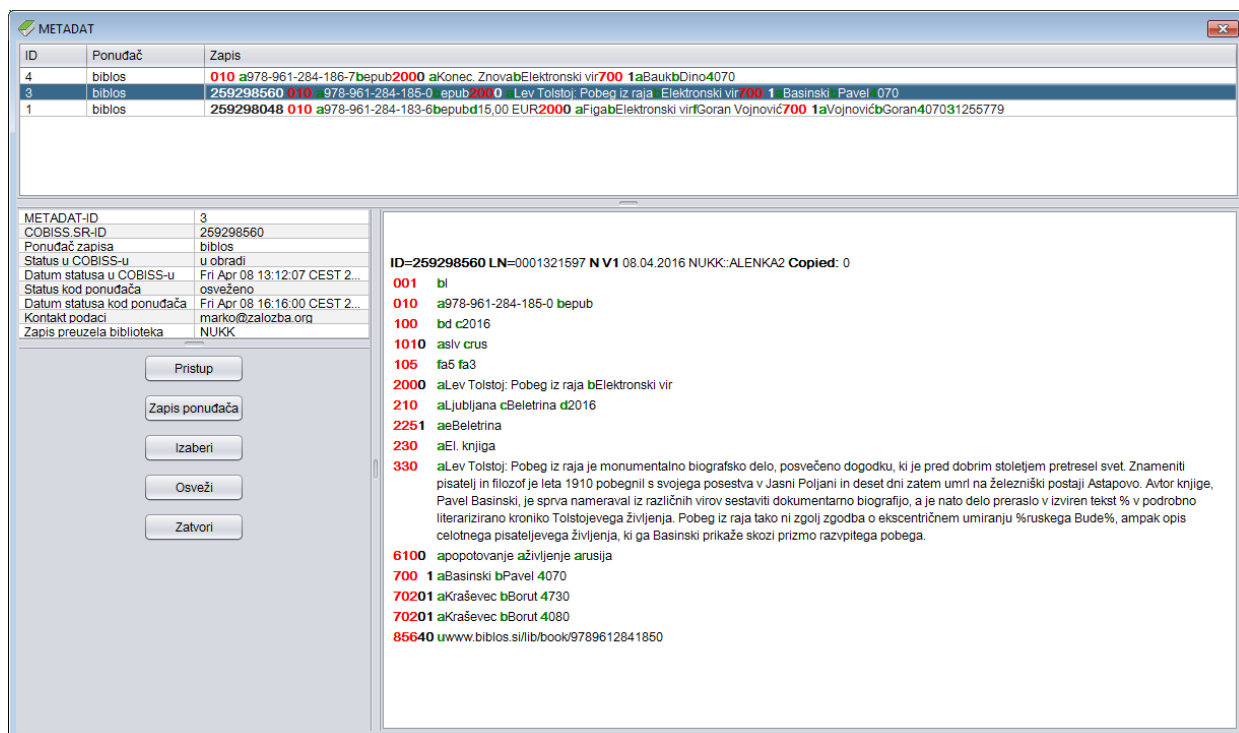 METADAT
ID Ponuđač Zapis
4 biblos 010 a978-961-284-186-7bepub2000 aKonec. ZnovabElektronski vir700 1aBaukbDino4070
3 biblos 259298560 010 a978-961-284-185-0bepub2000 aLev Tolstoj: Pobeg iz rajabElektronski vir700 1aBasinskibPavel4070
1 biblos 259298048 010 a978-961-284-183-6bepubd15,00 EUR2000 aFigabElektronski virfGoran Vojnović700 1aVojnovićbGoran407031255779
METADAT-ID 3
COBISS.SR-ID 259298560
Ponuđač zapisa biblos
Status u COBISS-u u obradi
Datum statusa u COBISS-u Fri Apr 08 13:12:07 CEST 2...
Status kod ponuđača osveženo
Datum statusa kod ponuđača Fri Apr 08 16:16:00 CEST 2...
Kontakt podaci marko@zalozba.org
Zapis preuzela biblioteka NUKK
Pristup
Zapis ponuđača
Izaberi
Osveži
Zatvori
ID=259298560 LN=0001321597 N V1 08.04.2016 NUKK::ALENKA2 Copied: 0
001 bl
010 a978-961-284-185-0 bepub
100 bd c2016
1010 aslv crus
105 fa5 fa3
2000 aLev Tolstoj: Pobeg iz raja bElektronski vir
210 aLjubljana cBeletrina d2016
2251 aeBeletrina
230 aEl. knjiga
330 aLev Tolstoj: Pobeg iz raja je monumentalno biografsko delo, posvečeno dogodku, ki je pred dobrim stoletjem pretresel svet. Znameniti
pisatelj in filozof je leta 1910 pobegnil s svojega posestva v Jasni Poljani in deset dni zatem umrl na železniški postaji Astapovo. Avtor knjige,
Pavel Basinski, je sprva nameraval iz različnih virov sestaviti dokumentarno biografijo, a je nato delo preraslo v izviren tekst % v podrobno
literarizirano kroniko Tolstojevega življenja. Pobeg iz raja tako ni zgolj zgodba o ekscentričnem umiranju %ruskega Bude%, ampak opis
celotnega pisateljevega življenja, ki ga Basinski prikaže skozi prizmo razvpitega pobega.
6100 apopotovanje aživljenje arusija
700 1 aBasinski bPavel 4070
70201 aKraševec bBorut 4730
70201 aKraševec bBorut 4080
85640 uwww.biblos.si/lib/book/9789612841850